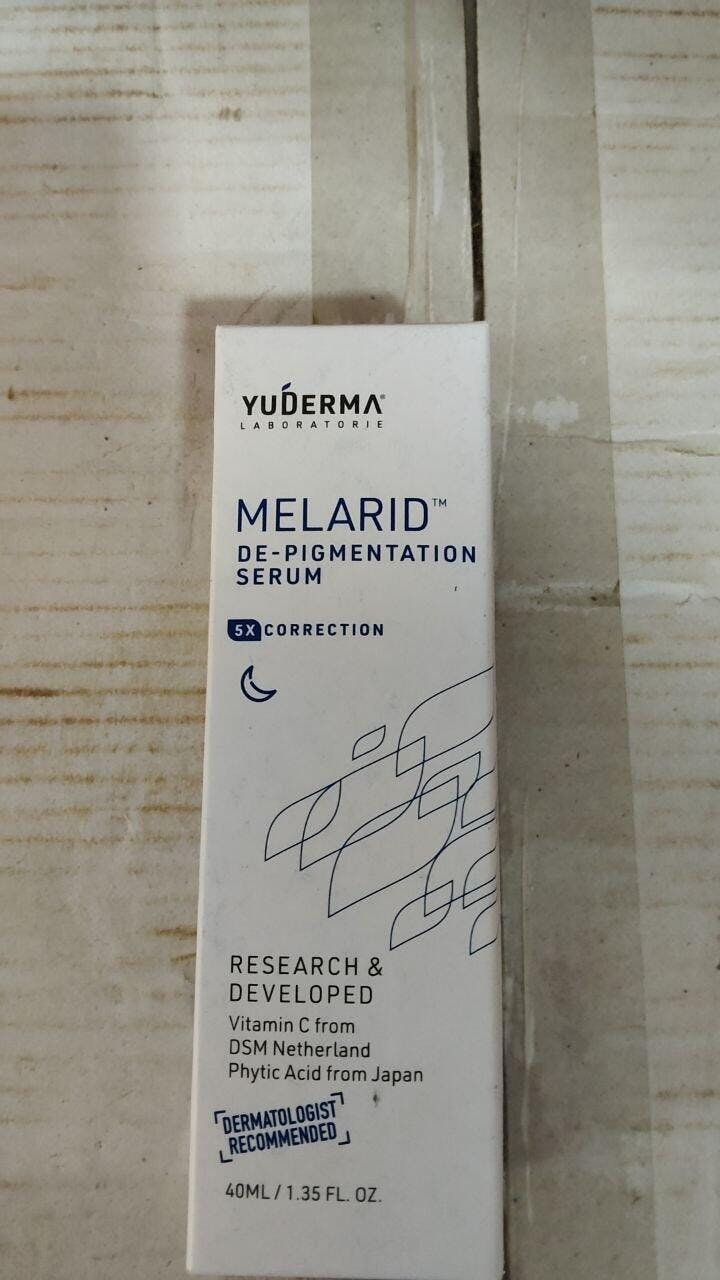 YUDERMA®
LABORATORIE
MELARID™
DE-PIGMENTATION
SERUM
5X CORRECTION
RESEARCH &
DEVELOPED
Vitamin C from
DSM Netherland
Phytic Acid from Japan
DERMATOLOGIST
RECOMMENDED
40ML / 1.35 FL. OZ.